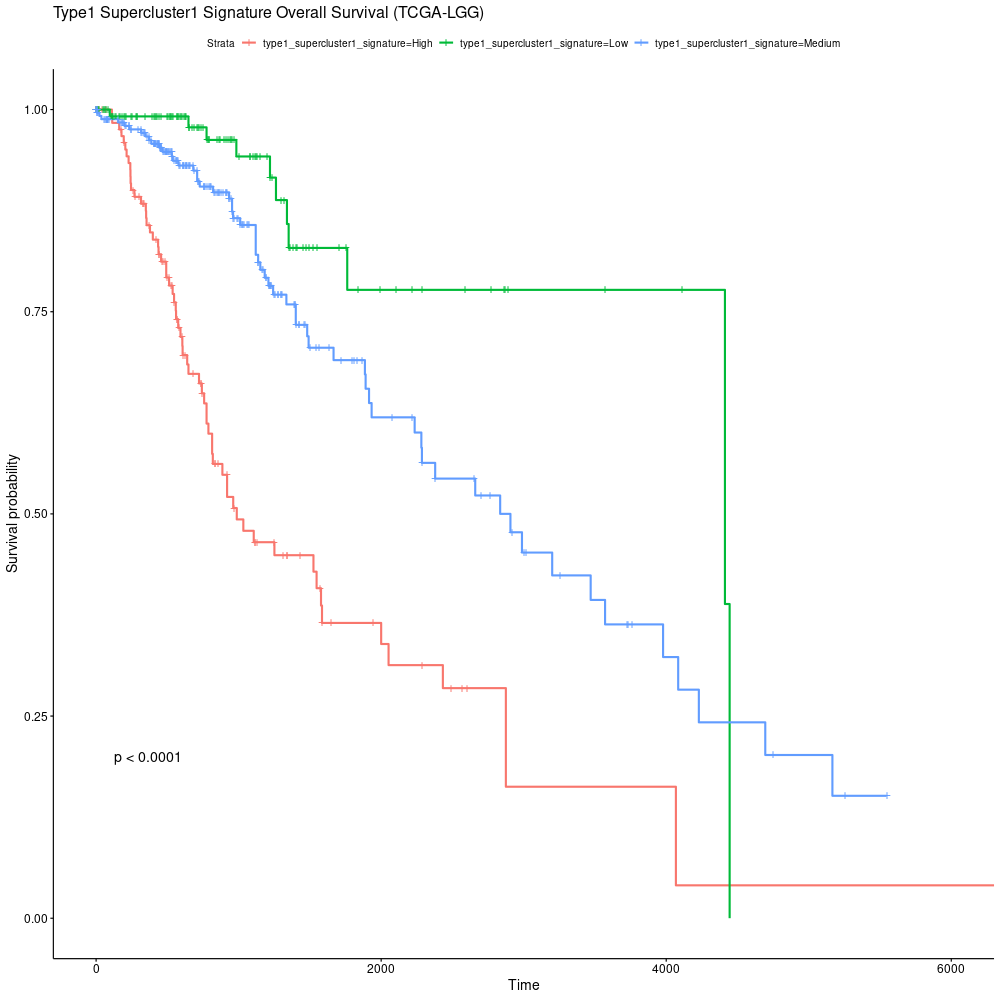 Type1 Supercluster1 Signature Overall Survival (TCGA-LGG)
Strata type1_supercluster1_signature=High type1_supercluster1_signature=Low type1_supercluster1_signature=Medium
1.00
0.75
0.50
0.25
0.00
Survival probability
p < 0.0001
0 2000 4000 6000
Time